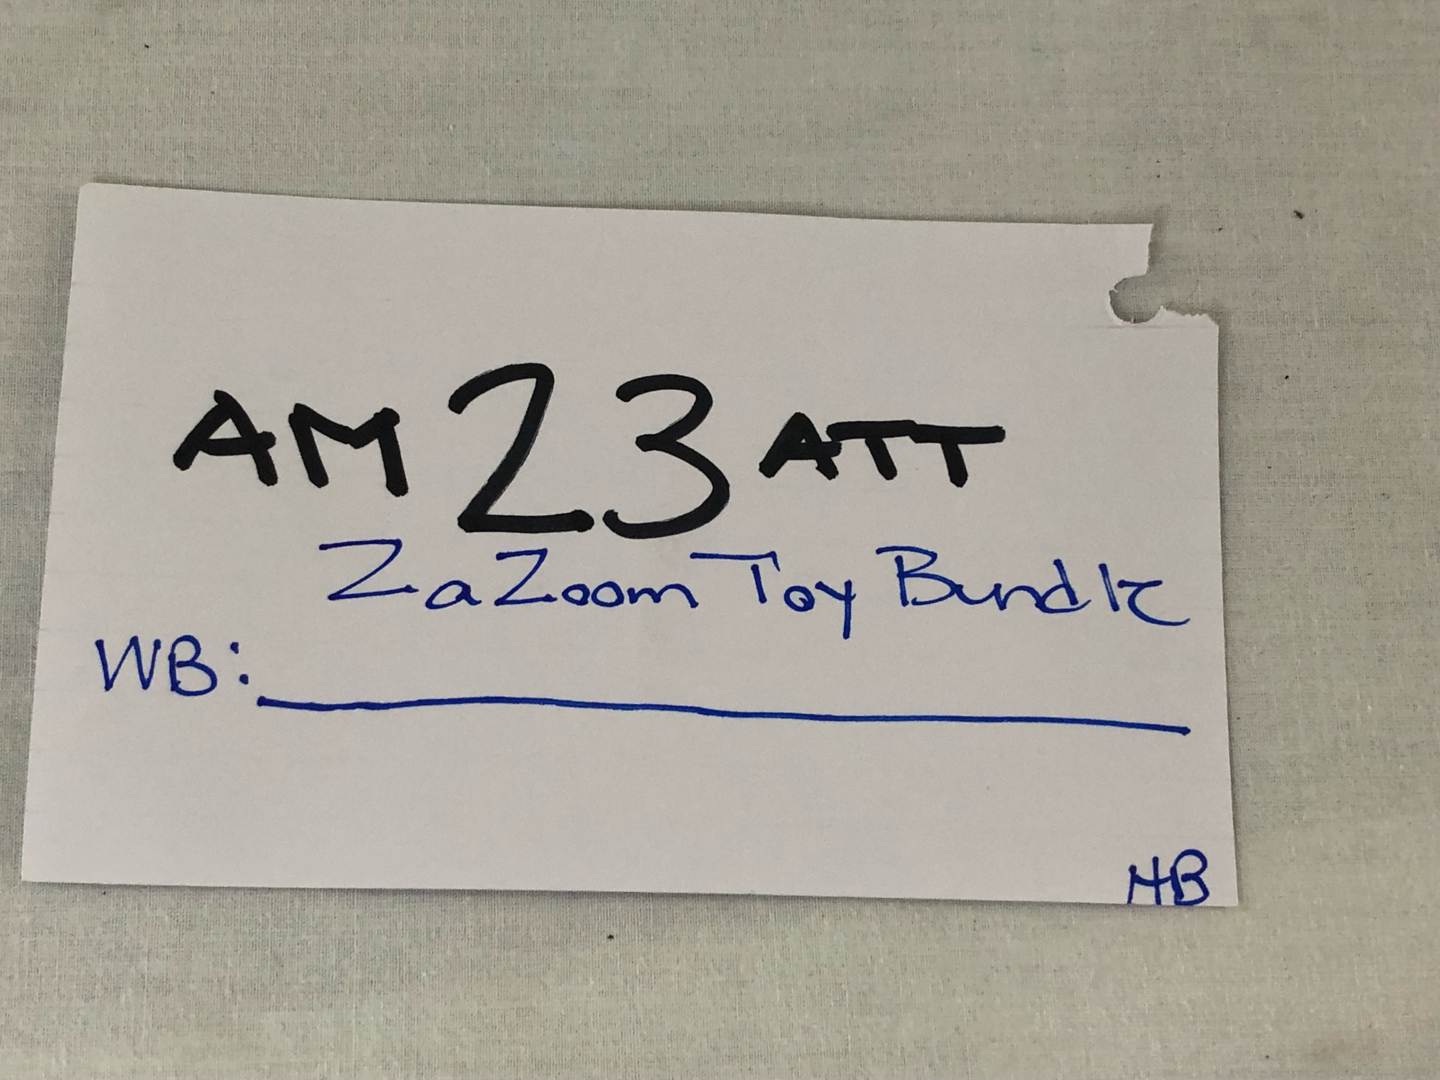 AM 23 ATT
ZaZoom Toy Bundle
WB:
HB